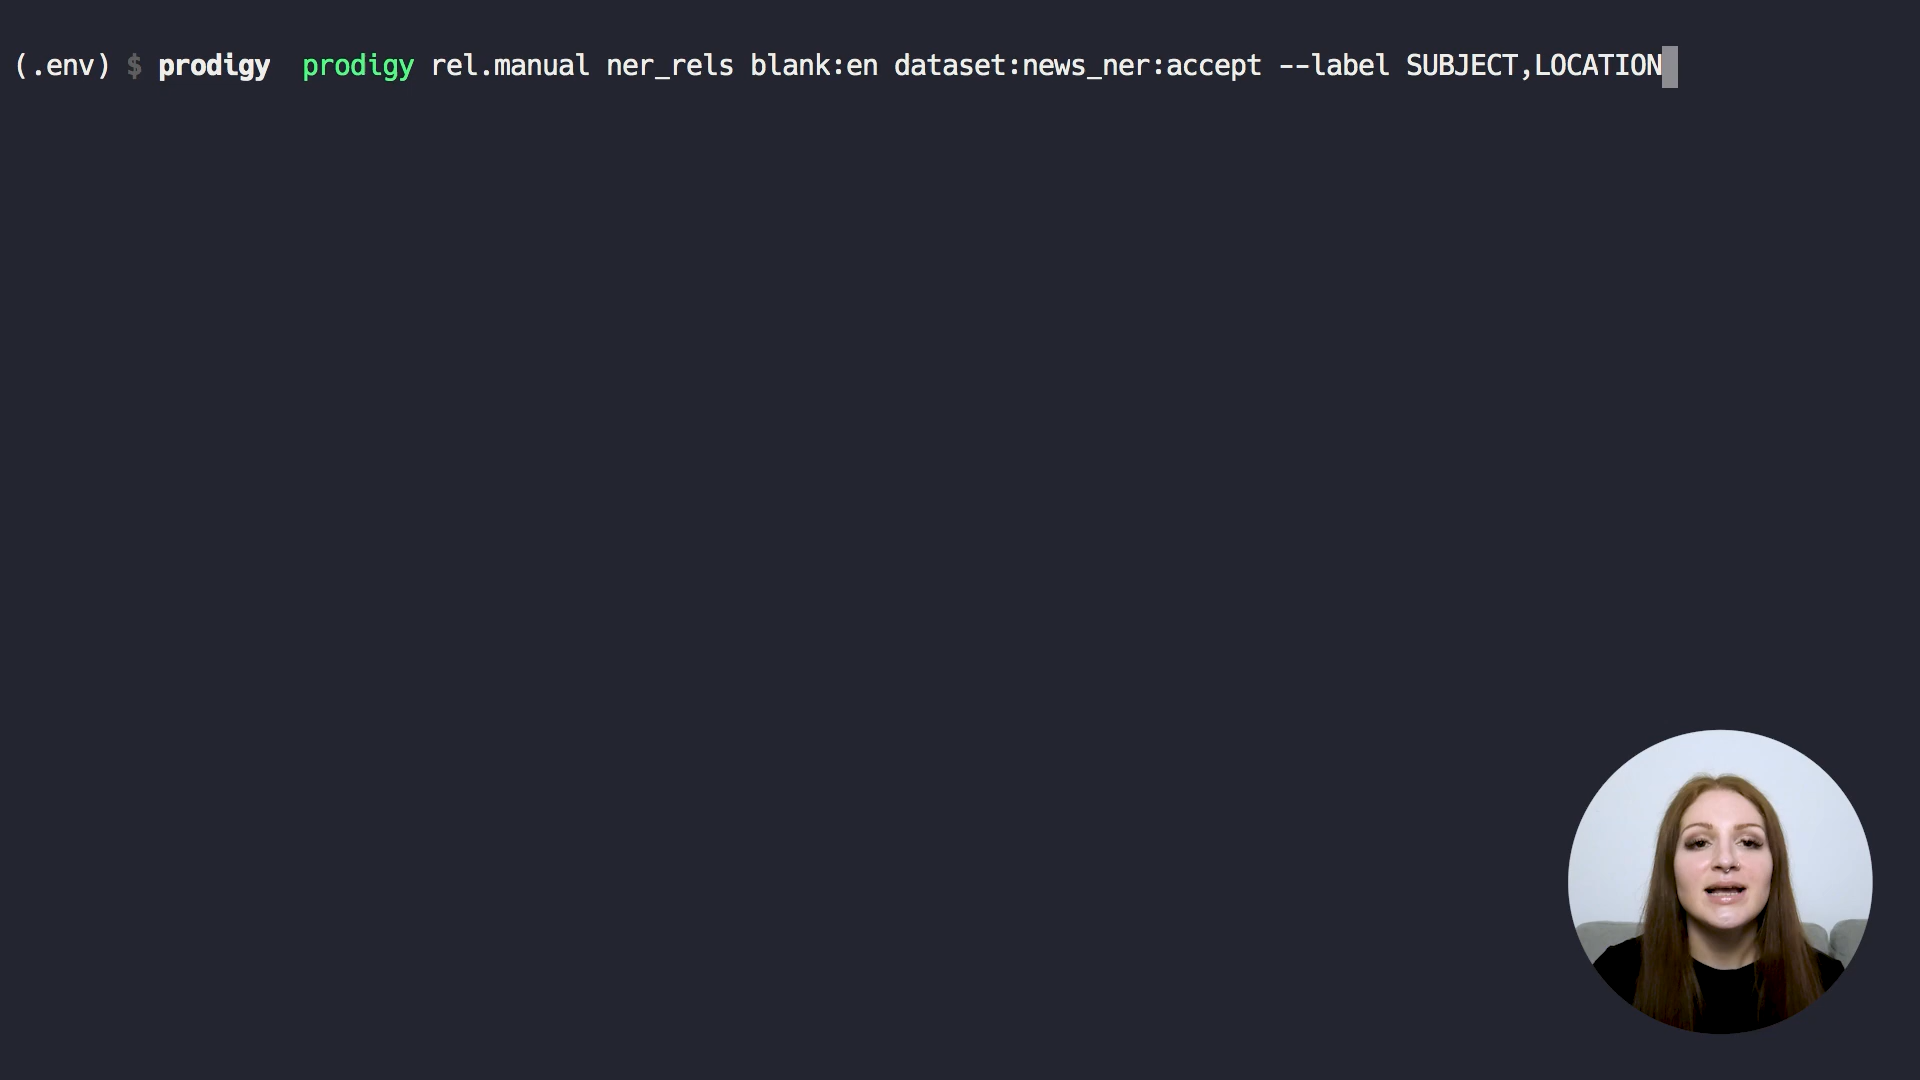 (.env) $ prodigy  prodigy rel.manual ner_rels blank:en dataset:news_ner:accept --label SUBJECT,LOCATION